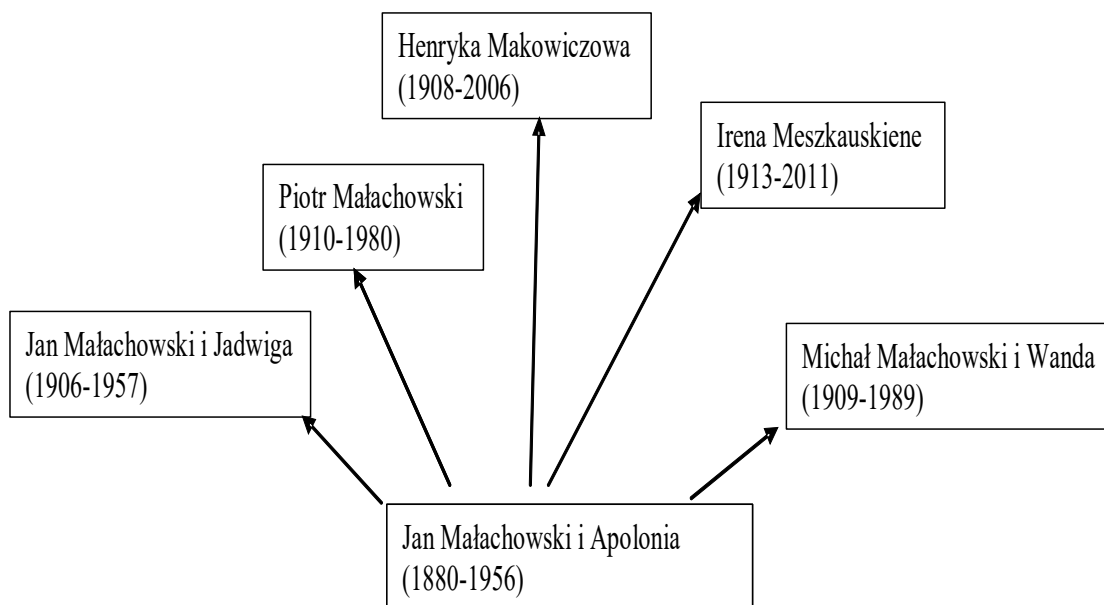 Henryka Makowiczowa
(1908-2006)
Irena Meszkauskiene
(1913-2011)
Piotr Małachowski
(1910-1980)
Jan Małachowski i Jadwiga
(1906-1957)
Michał Małachowski i Wanda
(1909-1989)
Jan Małachowski i Apolonia
(1880-1956)